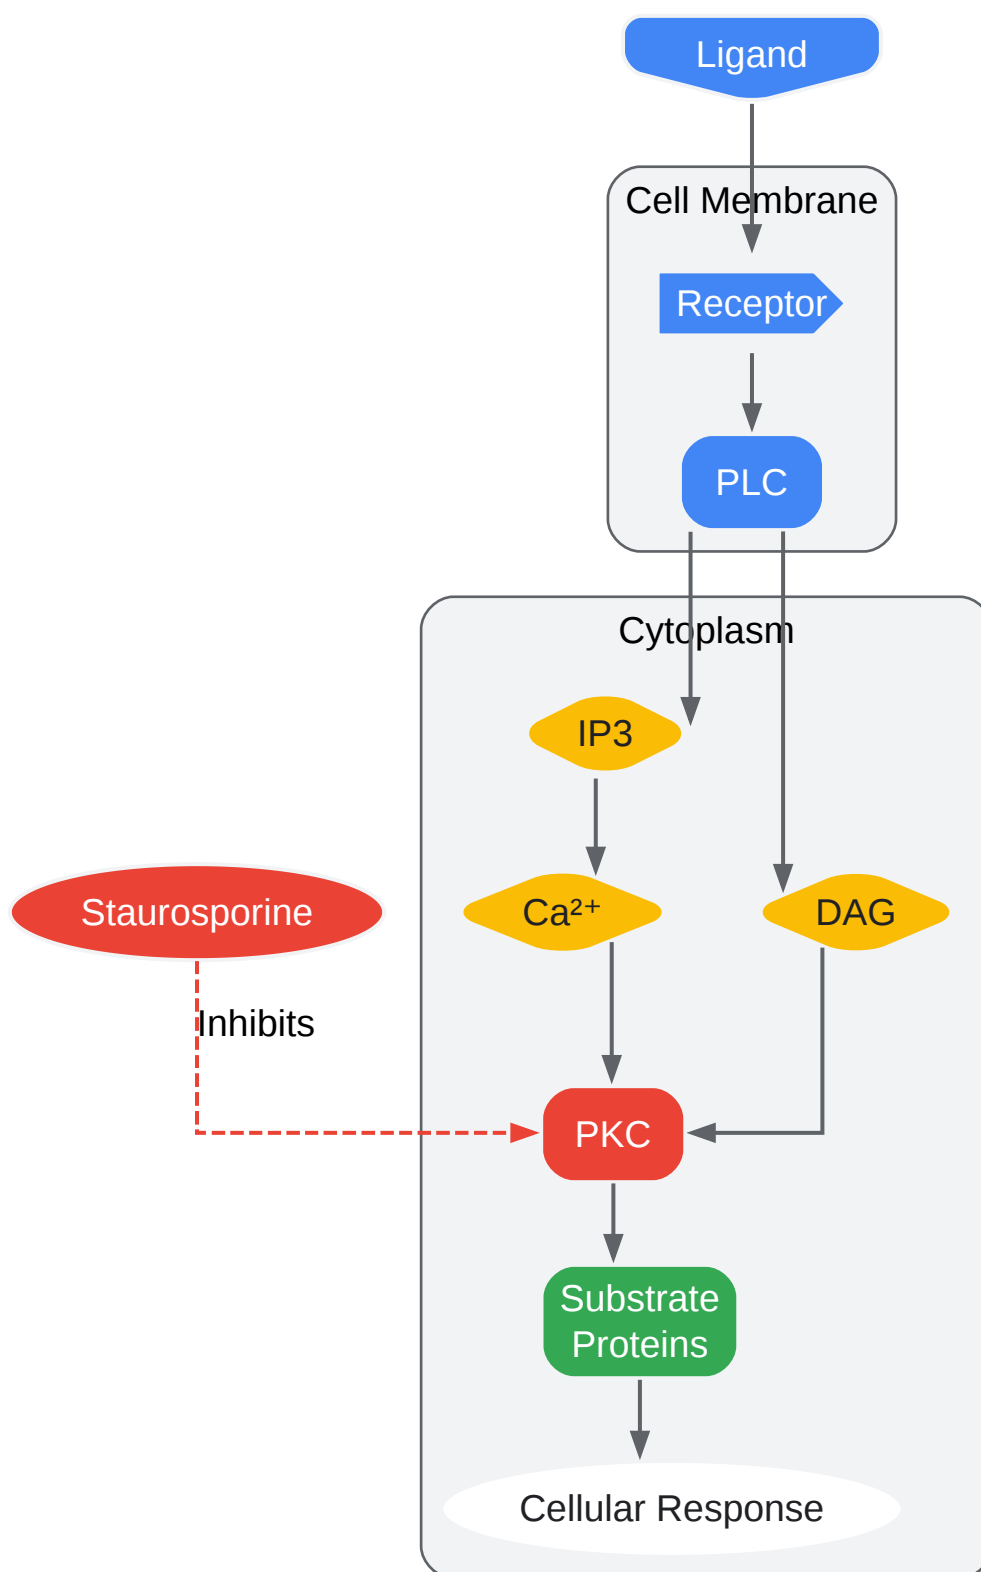 Ligand
Cell Membrane
Receptor
PLC
Cytoplasm
IP3
Staurosporine
Ca²⁺
DAG
Inhibits
PKC
Substrate
Proteins
Cellular Response